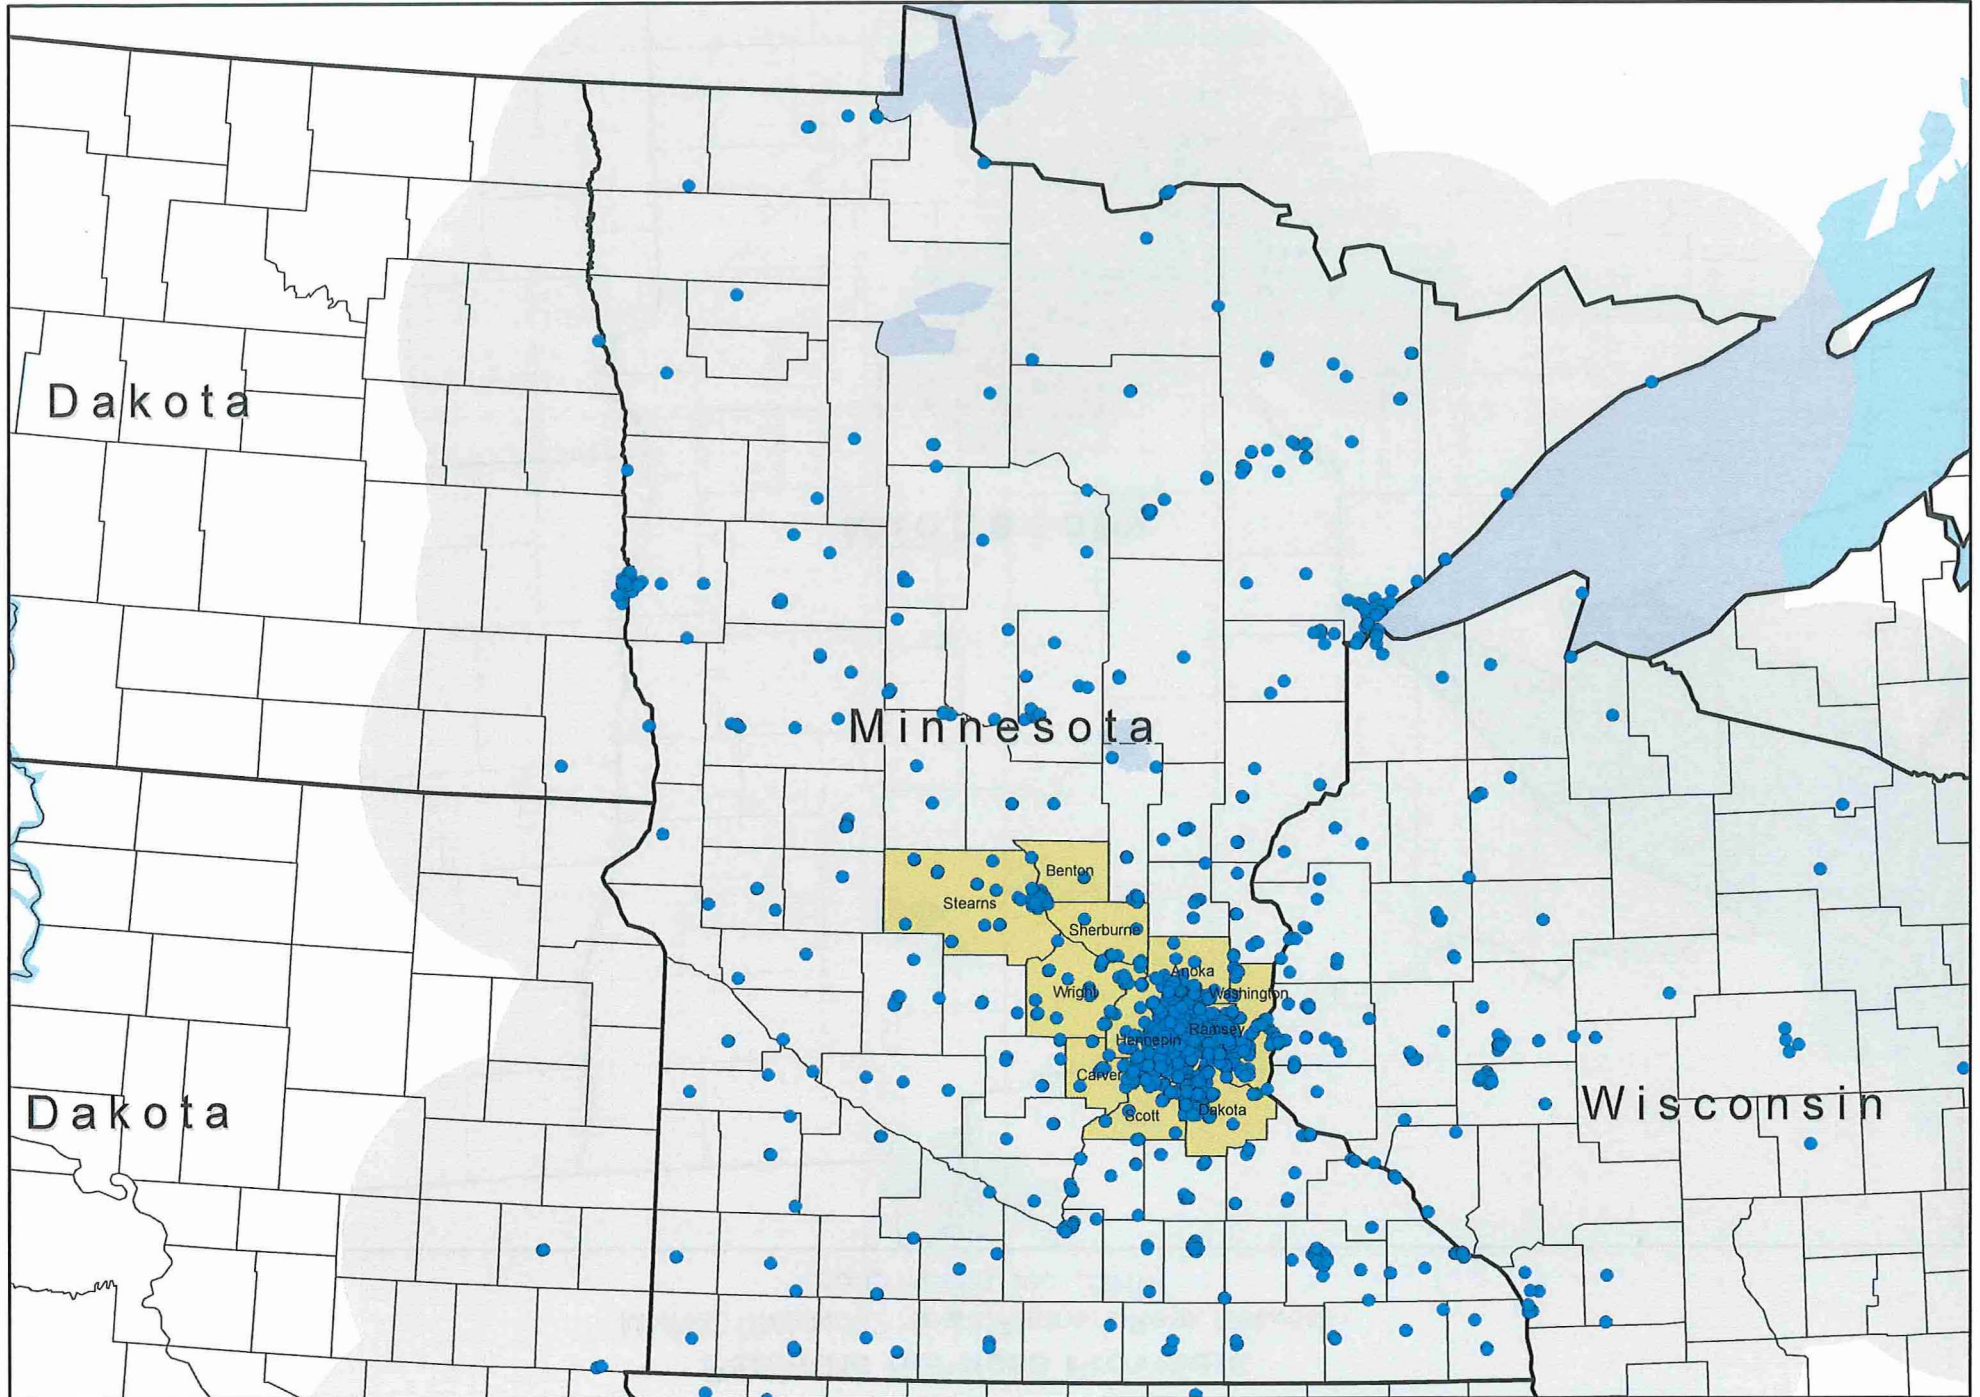 Dakota
Minnesota
Benton
Stearns
Sherburne
Anoka
Wright
Washington
Ramsey
Hennepin
Carver
Scott
Dakota
Dakota
Wisconsin